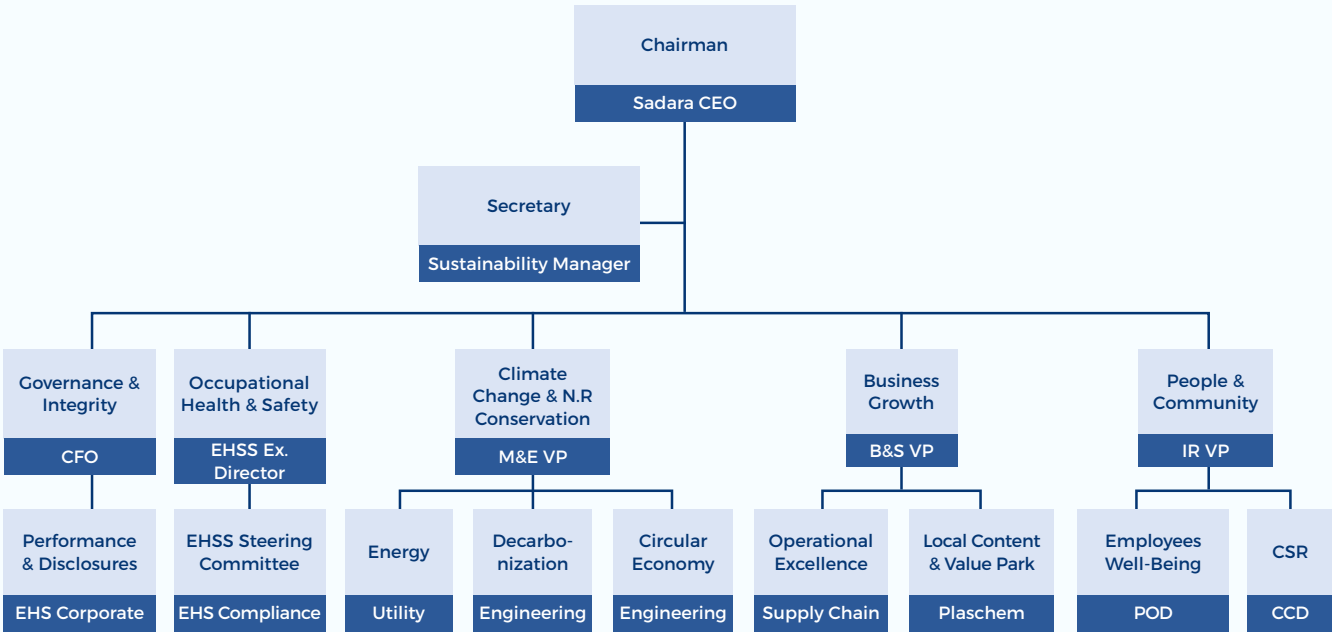 Chairman
Sadara CEO
Secretary
Sustainability Manager
Governance &
Integrity
CFO
Occupational
Health & Safety
EHSS Ex.
Director
Climate
Change & N.R
Conservation
M&E VP
Business
Growth
B&S VP
People &
Community
IR VP
Performance
& Disclosures
EHS Corporate
EHSS Steering
Committee
EHS Compliance
Energy
Utility
Decarbo-
nization
Engineering
Circular
Economy
Engineering
Operational
Excellence
Supply Chain
Local Content
& Value Park
Plaschem
Employees
Well-Being
POD
CSR
CCD